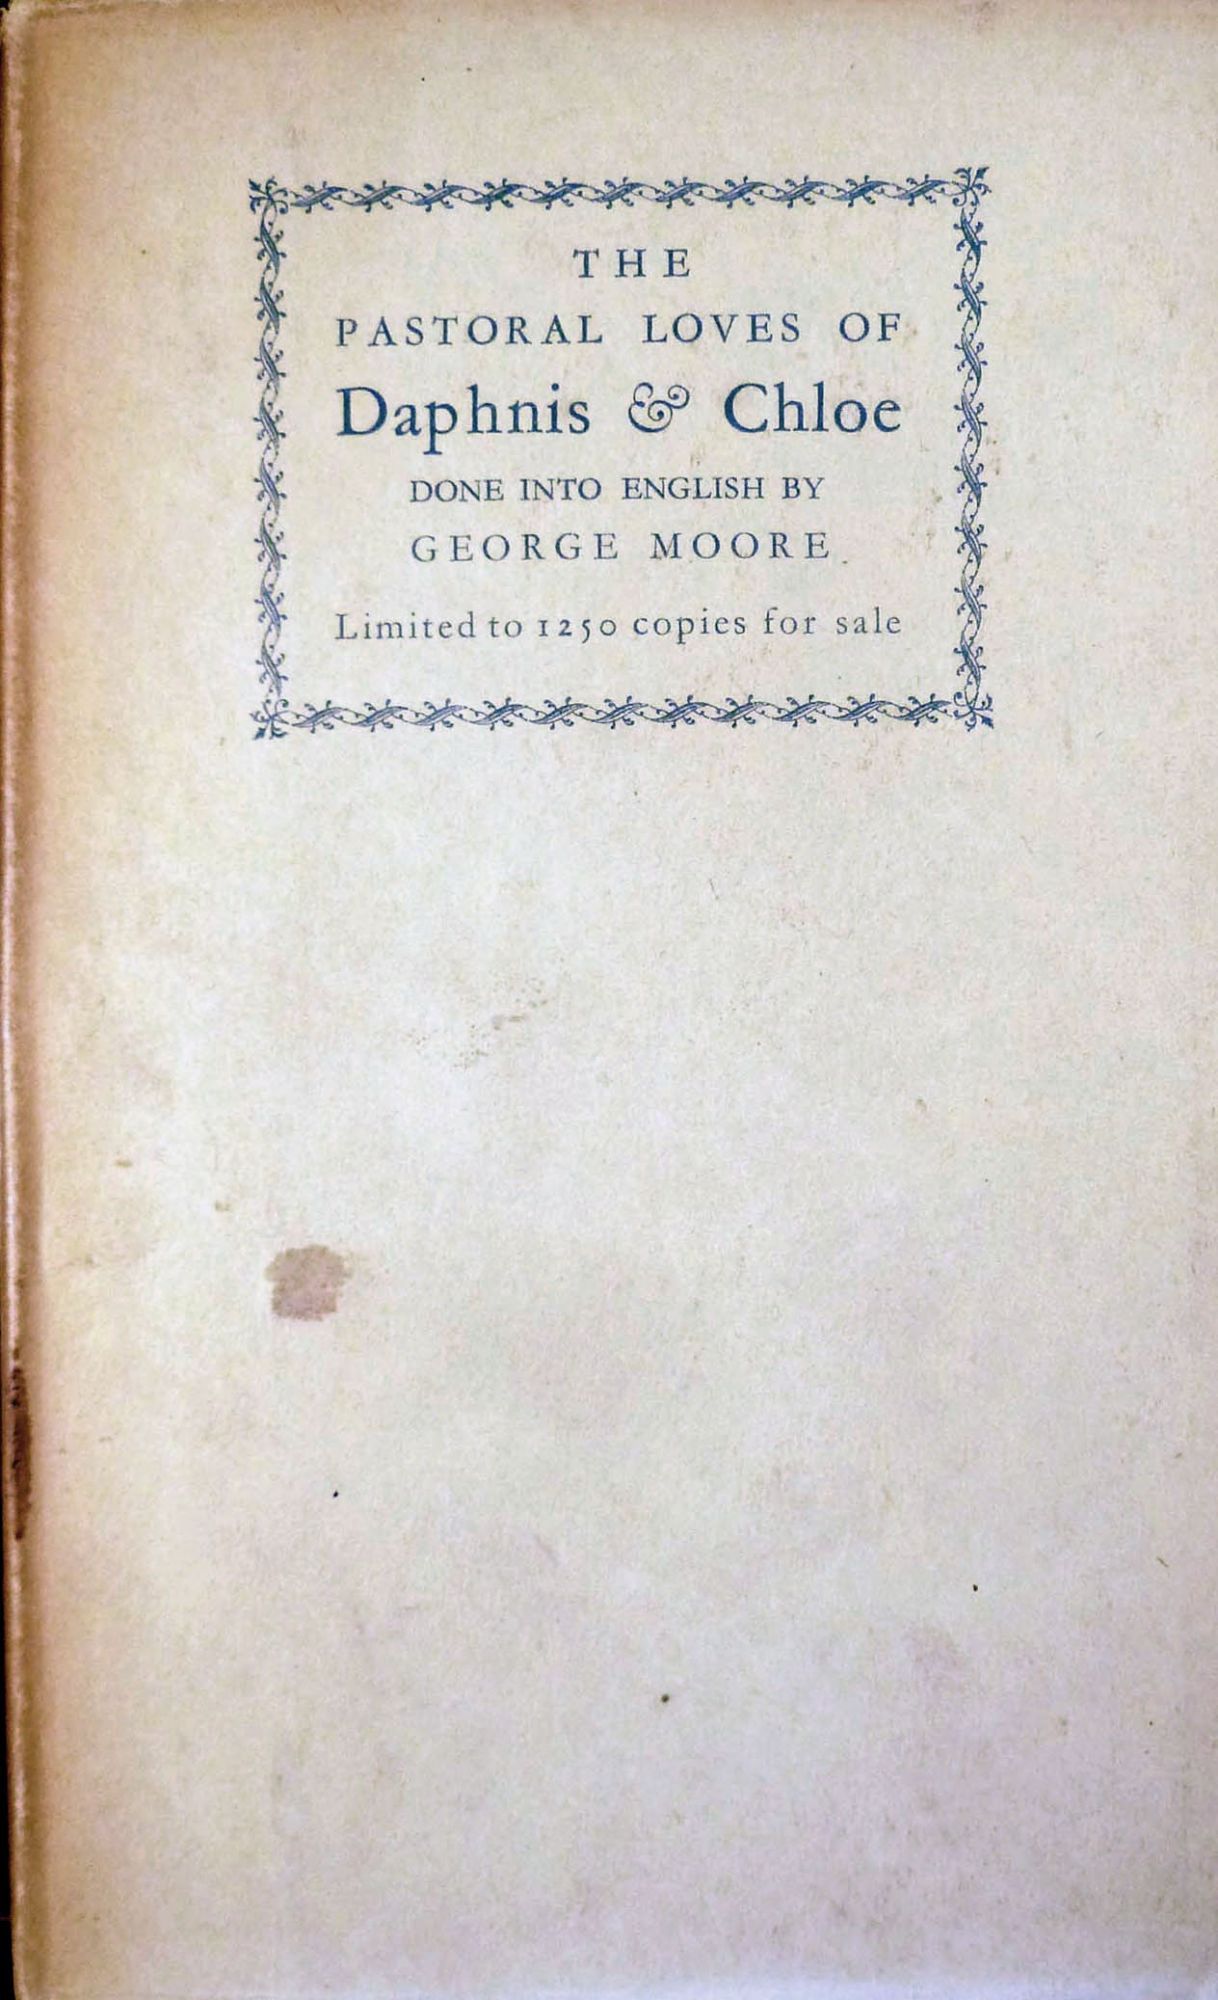 THE
PASTORAL LOVES OF
Daphnis & Chloe
DONE INTO ENGLISH BY
GEORGE MOORE
Limited to 1250 copies for sale